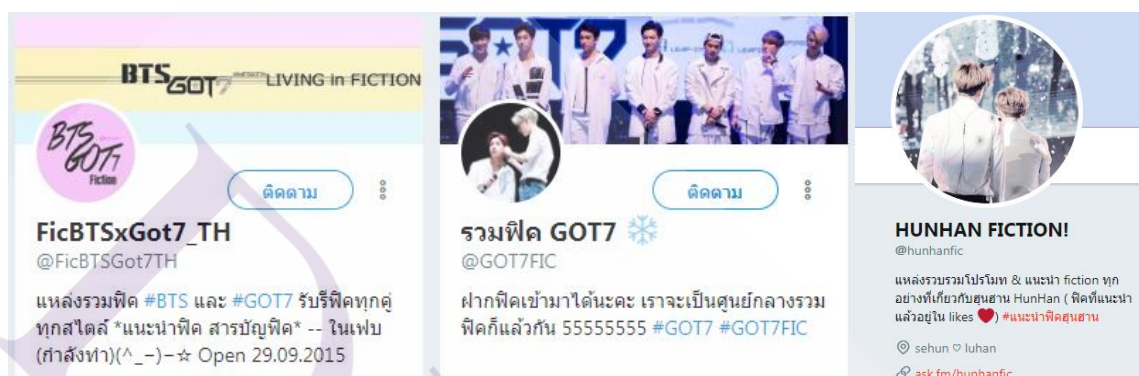 BTS GOT7 LIVING in FICTION
BTS
GOT7
Fiction
ติดตาม
FicBTSxGot7_TH
@FicBTSGot7TH
แหล่งรวมฟิค #BTS และ #GOT7 รับรีฟิคทุกคู่
ทุกสไตล์ *แนะนำฟิค สารบัญฟิค* -- ในเฟบ
(กำลังทำ)(^_−)−☆ Open 29.09.2015
ติดตาม
รวมฟิค GOT7
@GOT7FIC
ฝากฟิคเข้ามาได้นะคะ เราจะเป็นศูนย์กลางรวม
ฟิคก็แล้วกัน 55555555 #GOT7 #GOT7FIC
HUNHAN FICTION!
@hunhanfic
แหล่งรวบรวมโปรโมท & แนะนำ fiction ทุก
อย่างที่เกี่ยวกับฮุนฮาน HunHan ( ฟิคที่แนะนำ
แล้วอยู่ใน likes ❤) #แนะนำฟิคฮุนฮาน
sehun ♡ luhan
ask.fm/hunhanfic